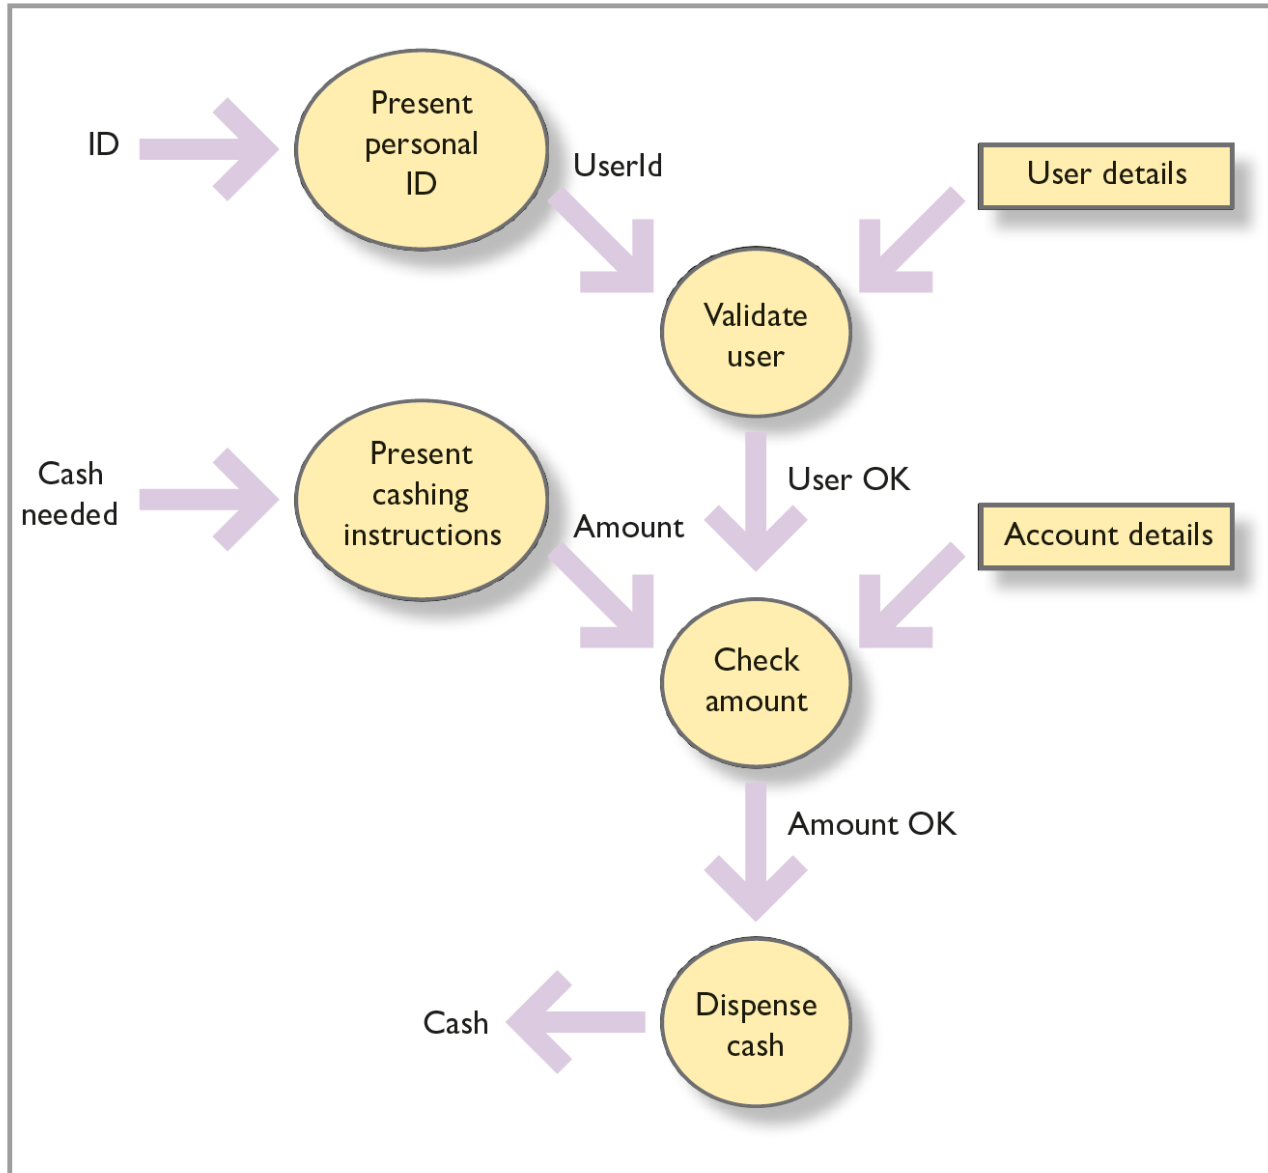 ID
Present
personal
ID
UserId
User details
Validate
user
Cash
needed
Present
cashing
instructions
Amount
User OK
Account details
Check
amount
Amount OK
Cash
Dispense
cash